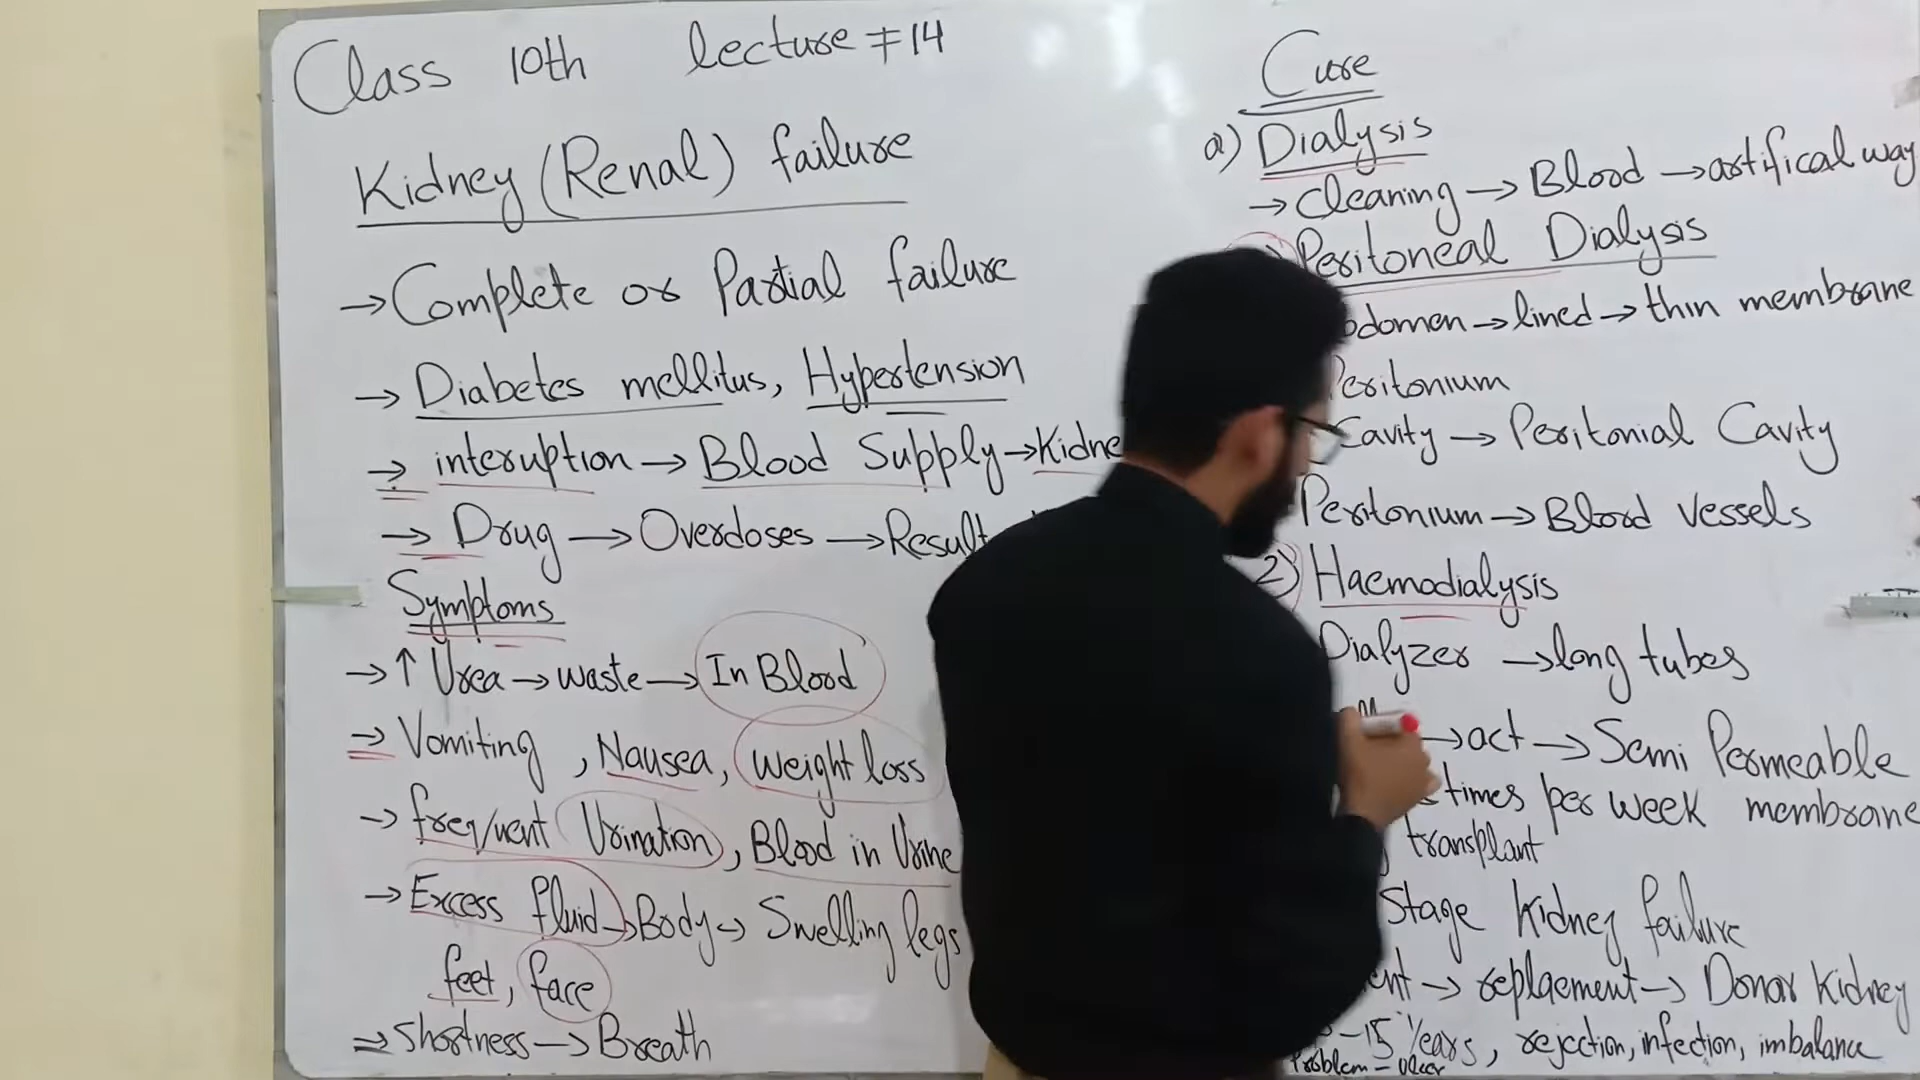 Class 10th lecture # 14
Kidney (Renal) failure
→ Complete or Partial failure
→ Diabetes mellitus, Hypertension
→ interuption → Blood Supply → Kidne
→ Drug → Overdoses → Result
Symptoms
→ ↑ Urea → waste → In Blood
→ Vomiting, Nausea, weight loss
→ frequent Urination, Blood in Urine
→ Excess fluid → Body → Swelling legs
feet, face
→ Shortness → Breath
Cure
a) Dialysis
→ Cleaning → Blood → artifical way
Peritoneal Dialysis
bdomen → lined → thin membrane
Peritonium
Cavity → Peritonial Cavity
Peritonium → Blood Vessels
2) Haemodialysis
Dialyzer → long tubes
→ act → Semi Permeable
times per week membrane
transplant
Stage Kidney failure
ent → replaement → Donar Kidney
-15 Years, rejection, infection, imbalance
Problem -